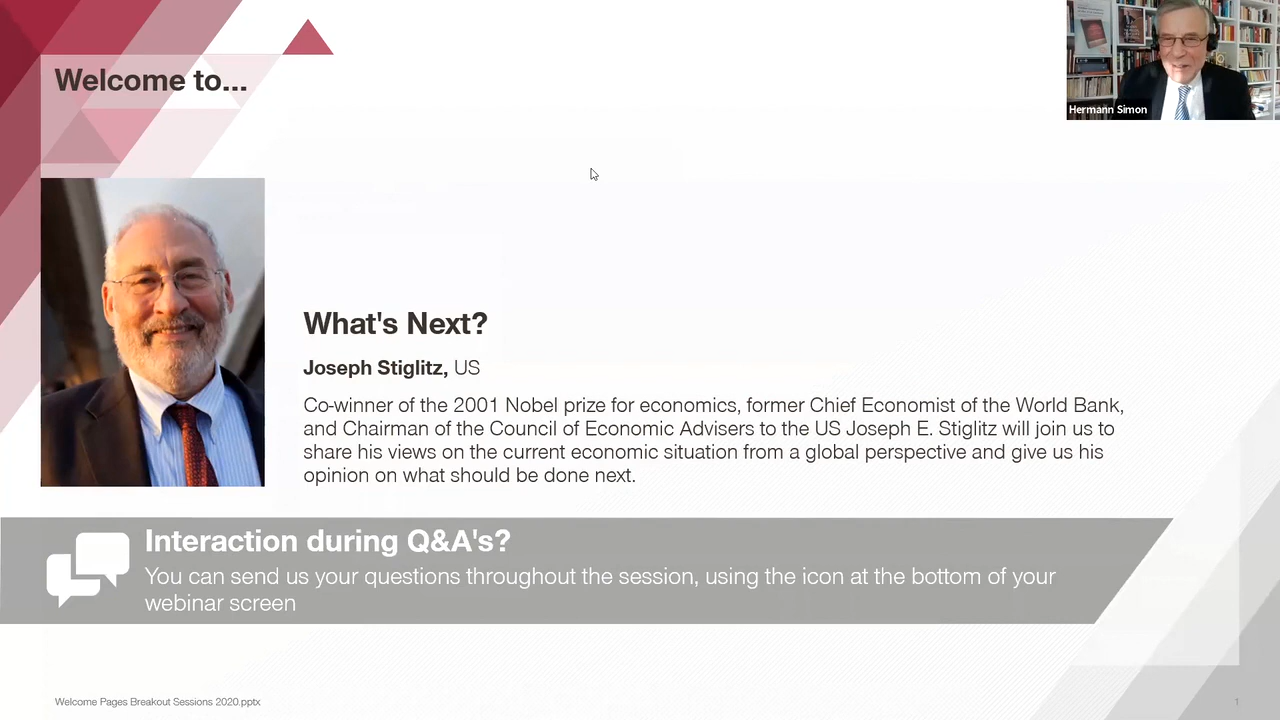 Welcome to...
Hermann Simon
What's Next?
Joseph Stiglitz, US
Co-winner of the 2001 Nobel prize for economics, former Chief Economist of the World Bank,
and Chairman of the Council of Economic Advisers to the US Joseph E. Stiglitz will join us to
share his views on the current economic situation from a global perspective and give us his
opinion on what should be done next.
Interaction during Q&A's?
You can send us your questions throughout the session, using the icon at the bottom of your
webinar screen
Welcome Pages Breakout Sessions 2020.pptx
1